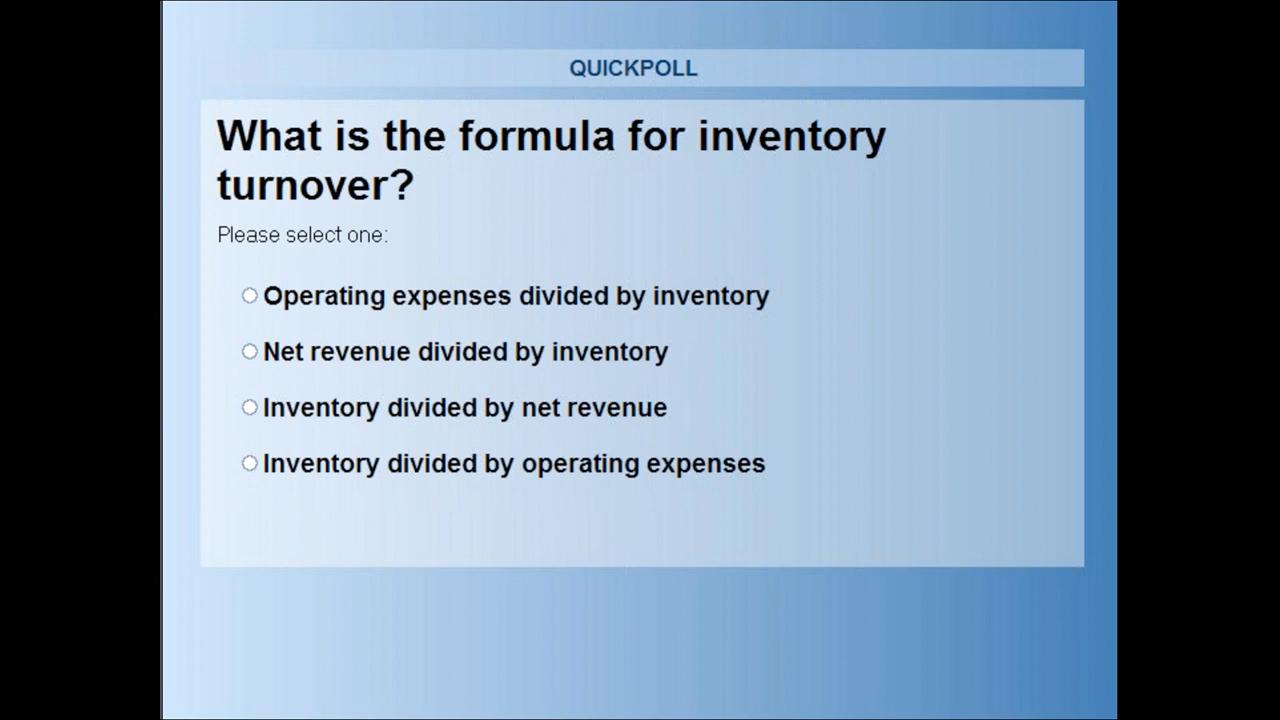 QUICKPOLL
What is the formula for inventory
turnover?
Please select one:
Operating expenses divided by inventory
Net revenue divided by inventory
Inventory divided by net revenue
Inventory divided by operating expenses